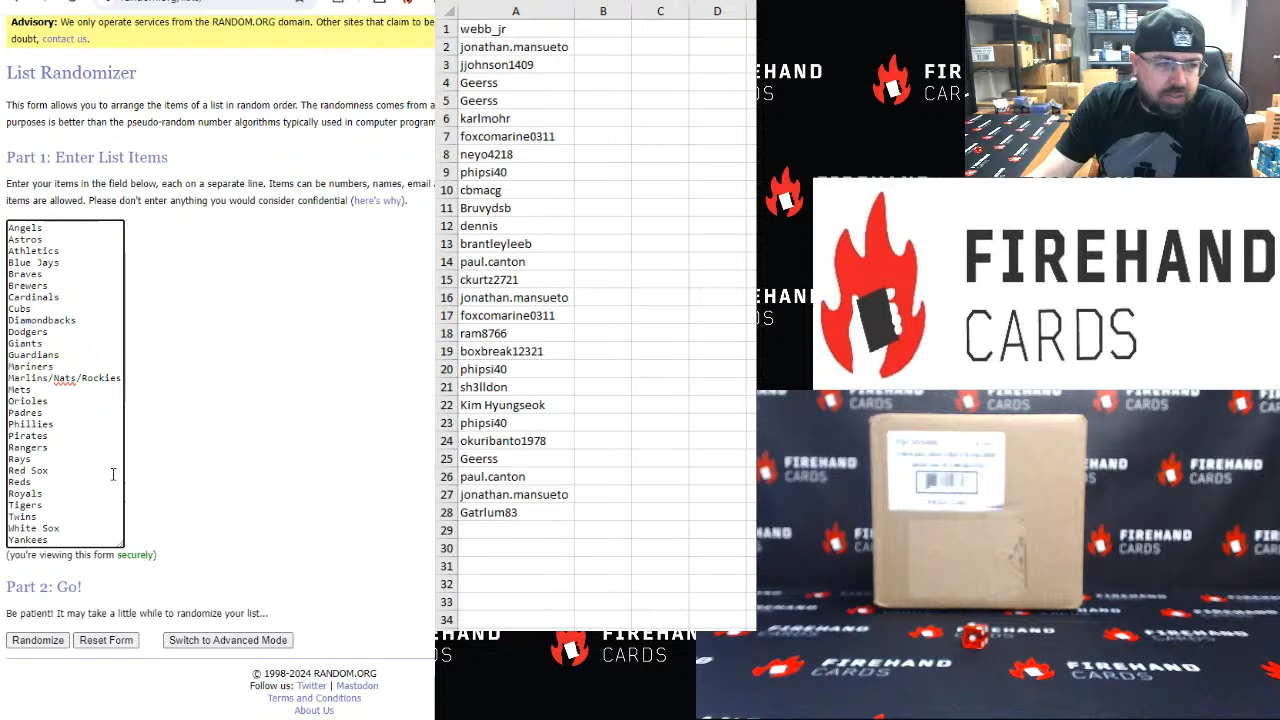 Advisory: We only operate services from the RANDOM.ORG domain. Other sites that claim to be
doubt, contact us.
List Randomizer
This form allows you to arrange the items of a list in random order. The randomness comes from a
purposes is better than the pseudo-random number algorithms typically used in computer program
Part 1: Enter List Items
Enter your items in the field below, each on a separate line. Items can be numbers, names, email
items are allowed. Please don't enter anything you would consider confidential (here's why).
Angels
Astros
Athletics
Blue Jays
Braves
Brewers
Cardinals
Cubs
Diamondbacks
Dodgers
Giants
Guardians
Mariners
Marlins/Nats/Rockies
Mets
Orioles
Padres
Phillies
Pirates
Rangers
Rays
Red Sox
Reds
Royals
Tigers
Twins
White Sox
Yankees
(you're viewing this form securely)
Part 2: Go!
Be patient! It may take a little while to randomize your list...
Randomize
Reset Form
Switch to Advanced Mode
© 1998-2024 RANDOM.ORG
Follow us: Twitter | Mastodon
Terms and Conditions
About Us
A B C D
1 webb_jr
2 jonathan.mansueto
3 jjohnson1409
4 Geerss
5 Geerss
6 karlmohr
7 foxcomarine0311
8 neyo4218
9 phipsi40
10 cbmacg
11 Bruvydsb
12 dennis
13 brantleyleeb
14 paul.canton
15 ckurtz2721
16 jonathan.mansueto
17 foxcomarine0311
18 ram8766
19 boxbreak12321
20 phipsi40
21 sh3lldon
22 Kim Hyungseok
23 phipsi40
24 okuribanto1978
25 Geerss
26 paul.canton
27 jonathan.mansueto
28 Gatrlum83
29
30
31
32
33
34
FIREHAND
CARDS
FIREHAND
CARDS
FIREHAND
CARDS
FIREHAND
CARDS
FIREHAND
CARDS